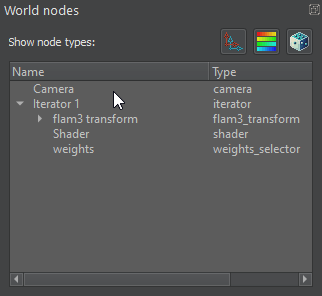 World nodes
Show node types:
Name Type
Camera camera
Iterator 1 iterator
flam3 transform flam3_transform
Shader shader
weights weights_selector